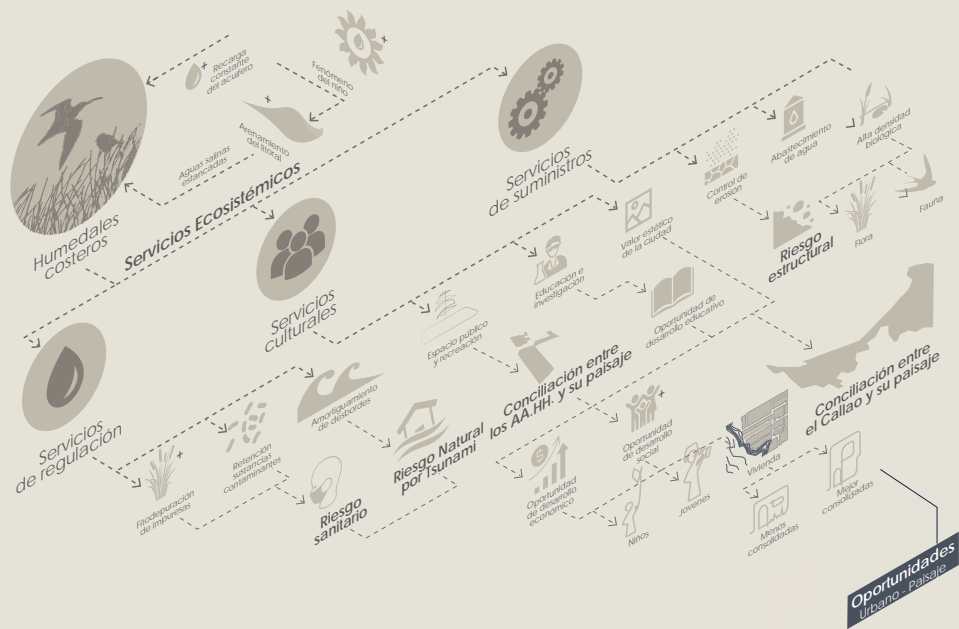 Recarga
constante
del acuífero
Fenómeno
del niño
Arenamiento
del litoral
Aguas salinas
estancadas
Humedales
costeros
Servicios Ecosistémicos
Servicios
de suministros
Control de
erosión
Abastecimiento
de agua
Alta densidad
biológica
Fauna
Flora
Riesgo
estructural
Servicios
culturales
Espacio público
y recreación
Educación e
investigación
Valor estético
de la ciudad
Oportunidad de
desarrollo educativo
Conciliación entre
los AA.HH. y su paisaje
Conciliación entre
el Callao y su paisaje
Servicios
de regulación
Fitodepuración
de impuresas
Retención
sustancias
contaminantes
Amortiguamiento
de desbordes
Riesgo
sanitario
Riesgo Natural
por Tsunami
Oportunidad
de desarrollo
económico
Oportunidad
de desarrollo
social
Niños
Jovenes
Vivienda
Menos
consolidadas
Mejor
consolidadas
Oportunidades
Urbano - Paisaje